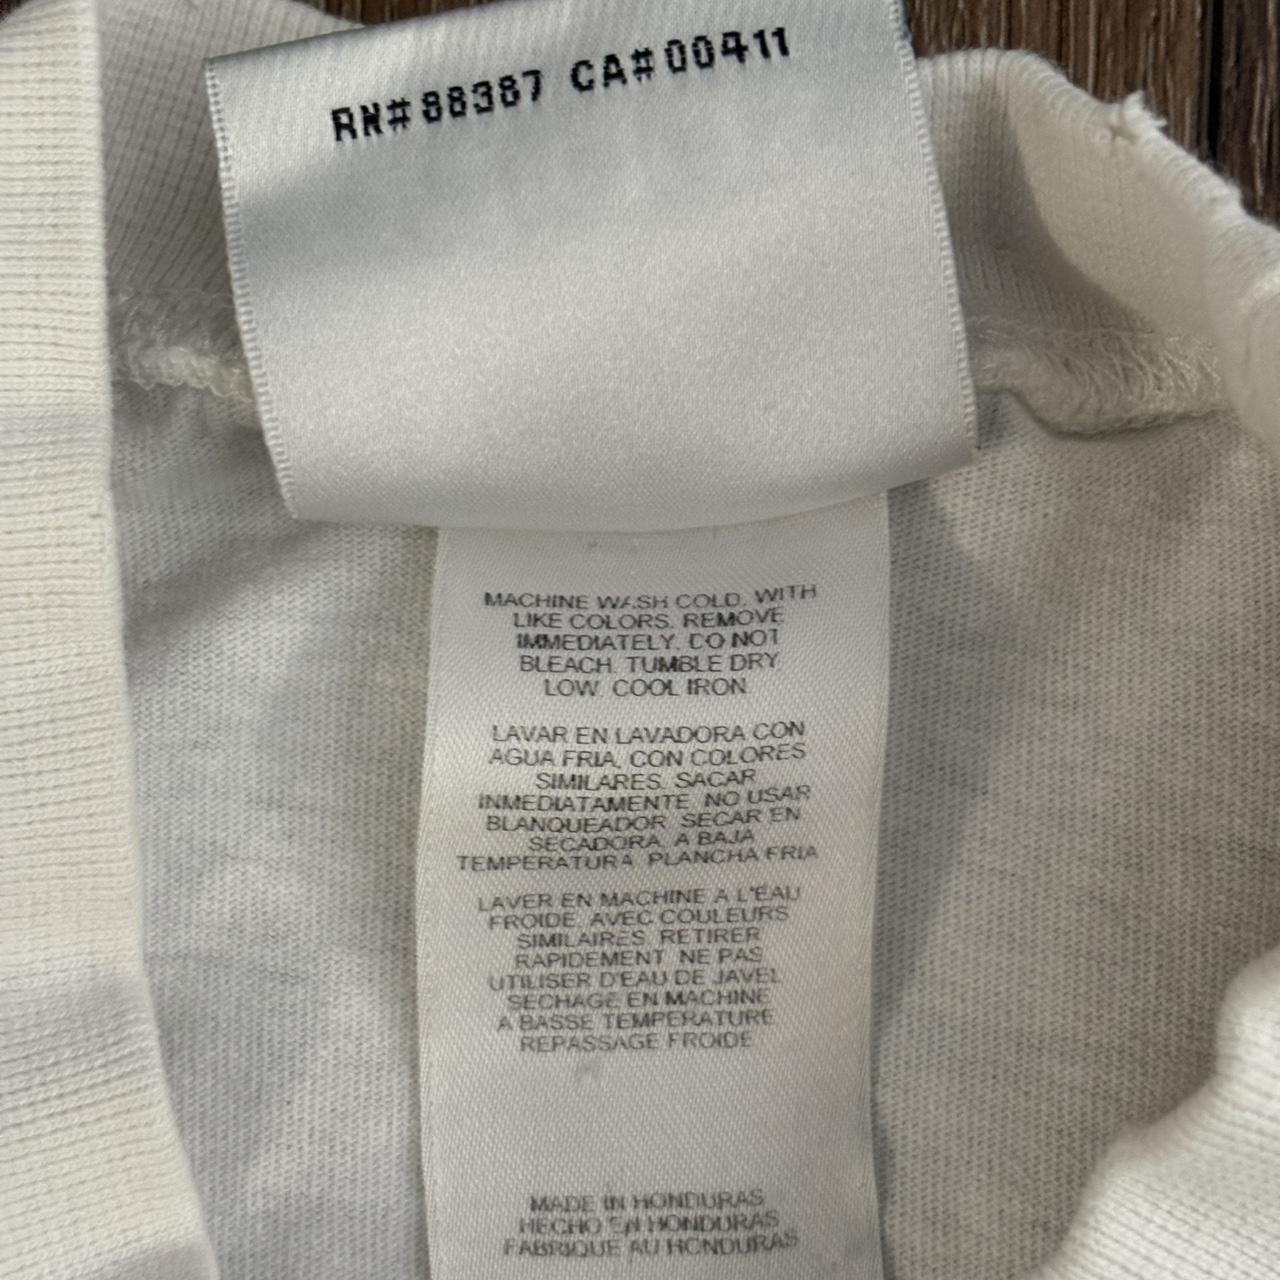 RN#88387 CA#00411
MACHINE WASH COLD, WITH
LIKE COLORS. REMOVE
IMMEDIATELY. DO NOT
BLEACH. TUMBLE DRY
LOW. COOL IRON
LAVAR EN LAVADORA CON
AGUA FRIA, CON COLORES
SIMILARES. SACAR
INMEDIATAMENTE. NO USAR
BLANQUEADOR. SECAR EN
SECADORA, A BAJA
TEMPERATURA. PLANCHA FRIA
LAVER EN MACHINE A L'EAU
FROIDE, AVEC COULEURS
SIMILAIRES. RETIRER
RAPIDEMENT. NE PAS
UTILISER D'EAU DE JAVEL
SECHAGE EN MACHINE
A BASSE TEMPERATURE
REPASSAGE FROIDE
MADE IN HONDURAS
HECHO EN HONDURAS
FABRIQUE AU HONDURAS